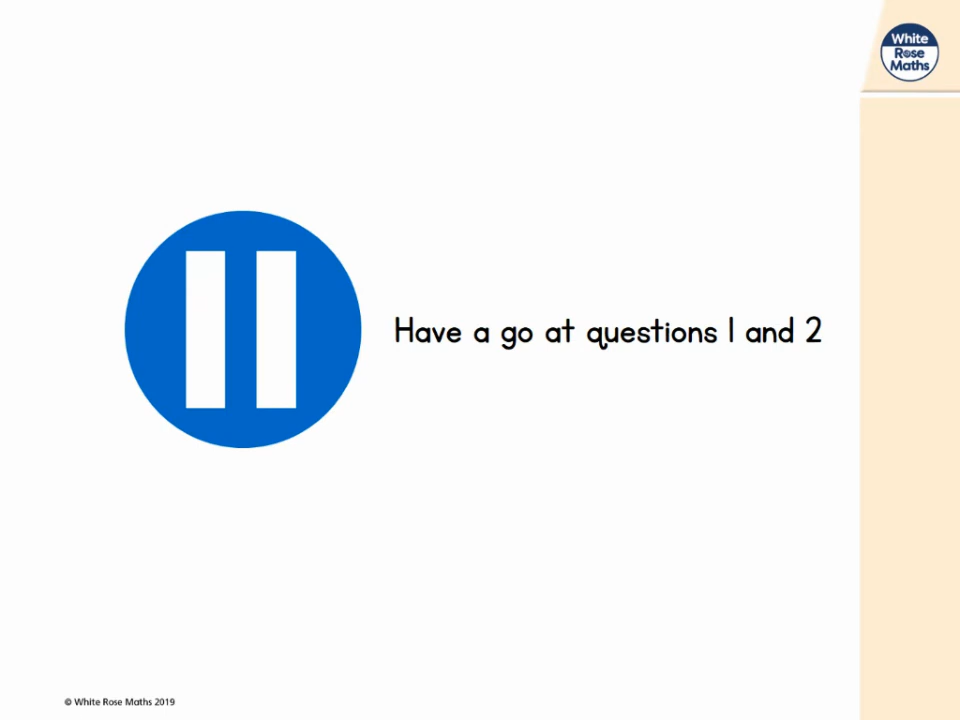 White
Rose
Maths
Have a go at questions 1 and 2
© White Rose Maths 2019